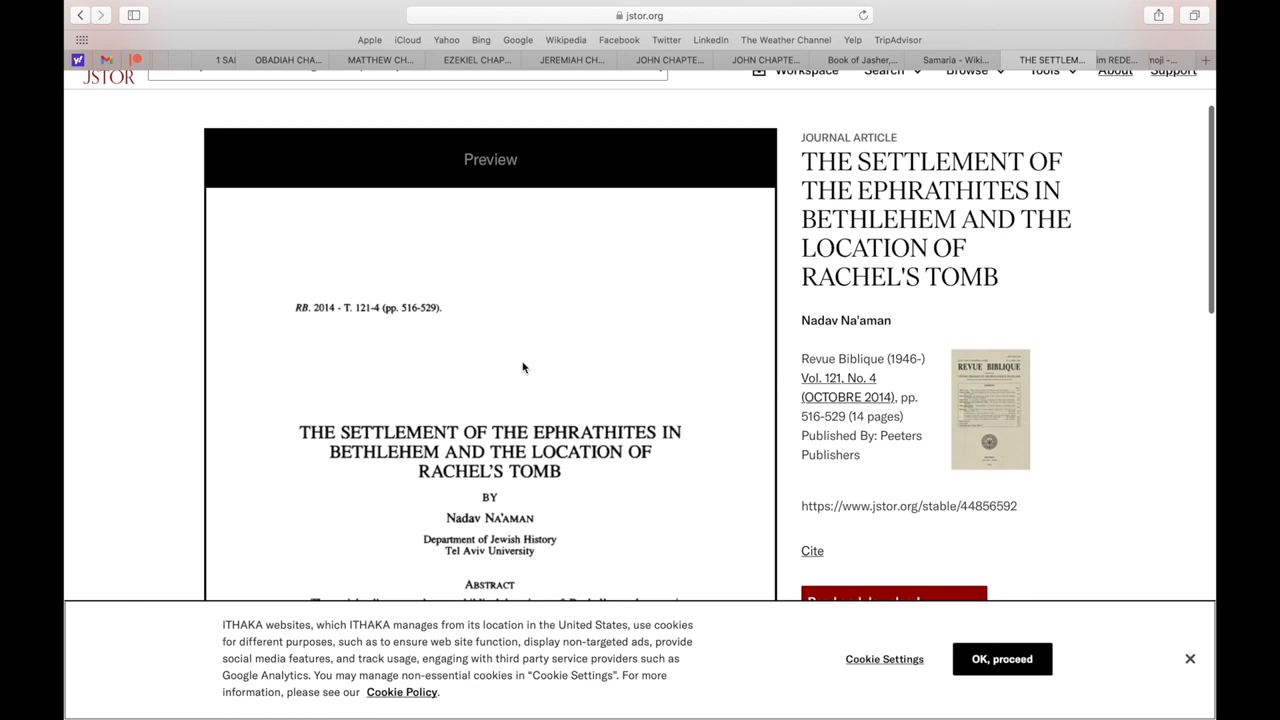 jstor.org
Apple iCloud Yahoo Bing Google Wikipedia Facebook Twitter LinkedIn The Weather Channel Yelp TripAdvisor
1 SAI OBADIAH CHA... MATTHEW CH... EZEKIEL CHAP... JEREMIAH CH... JOHN CHAPTE... JOHN CHAPTE... Book of Jasher,... Samaria - Wiki... THE SETTLEM... im REDE... noji -...
JSTOR Workspace Search Browse Tools About Support
Preview
RB. 2014 - T. 121-4 (pp. 516-529).
THE SETTLEMENT OF THE EPHRATHITES IN
BETHLEHEM AND THE LOCATION OF
RACHEL'S TOMB
BY
Nadav NA'AMAN
Department of Jewish History
Tel Aviv University
ABSTRACT
JOURNAL ARTICLE
THE SETTLEMENT OF
THE EPHRATHITES IN
BETHLEHEM AND THE
LOCATION OF
RACHEL'S TOMB
Nadav Na'aman
Revue Biblique (1946-)
Vol. 121, No. 4
(OCTOBRE 2014), pp.
516-529 (14 pages)
Published By: Peeters
Publishers
REVUE BIBLIQUE
https://www.jstor.org/stable/44856592
Cite
ITHAKA websites, which ITHAKA manages from its location in the United States, use cookies
for different purposes, such as to ensure web site function, display non-targeted ads, provide
social media features, and track usage, engaging with third party service providers such as
Google Analytics. You may manage non-essential cookies in “Cookie Settings”. For more
information, please see our Cookie Policy.
Cookie Settings
OK, proceed